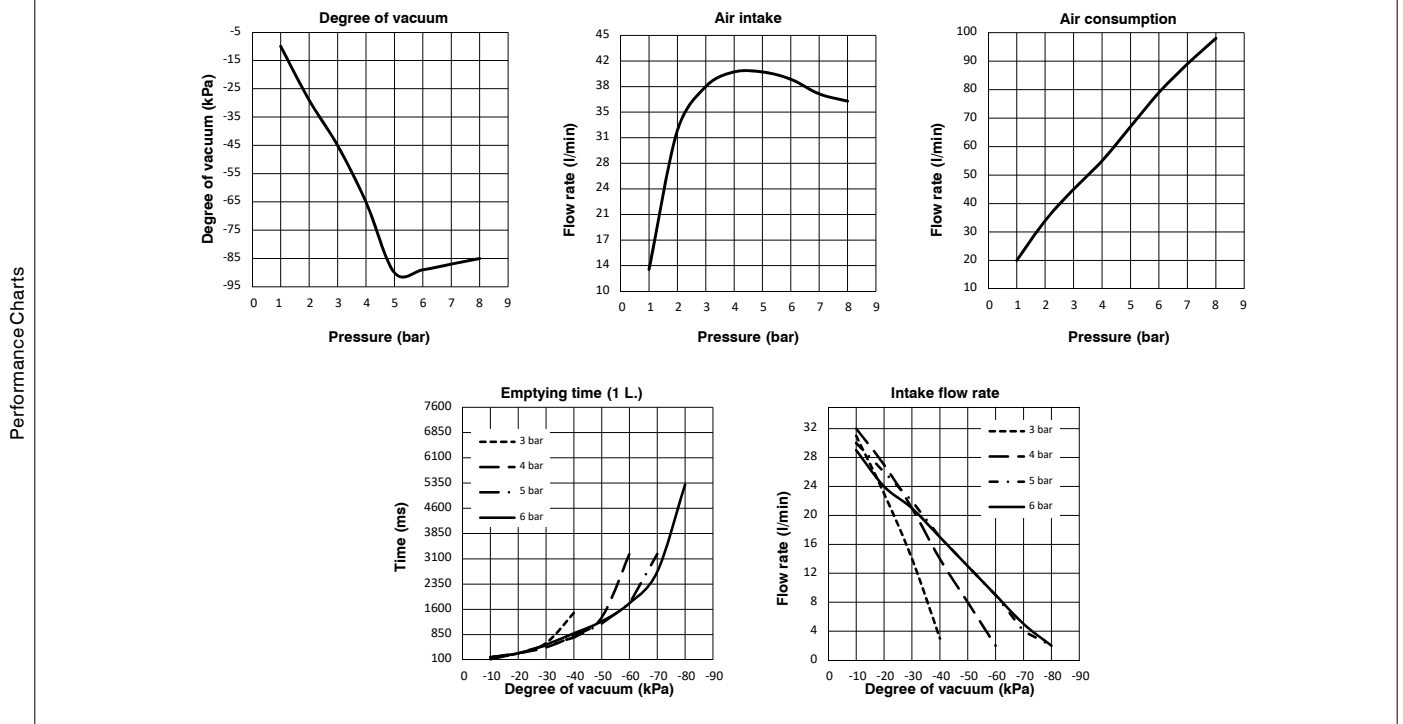 Performance Charts
Degree of vacuum
Degree of vacuum (kPa)
-5
-15
-25
-35
-45
-55
-65
-75
-85
-95
0 1 2 3 4 5 6 7 8 9
Pressure (bar)
Air intake
Flow rate (l/min)
45
42
38
35
31
28
24
21
17
14
10
0 1 2 3 4 5 6 7 8 9
Pressure (bar)
Air consumption
Flow rate (l/min)
100
90
80
70
60
50
40
30
20
10
0 1 2 3 4 5 6 7 8 9
Pressure (bar)
Emptying time (1 L.)
Time (ms)
7600
6850
6100
5350
4600
3850
3100
2350
1600
850
100
3 bar
4 bar
5 bar
6 bar
0 -10 -20 -30 -40 -50 -60 -70 -80 -90
Degree of vacuum (kPa)
Intake flow rate
Flow rate (l/min)
32
28
24
20
16
12
8
4
0
3 bar
4 bar
5 bar
6 bar
0 -10 -20 -30 -40 -50 -60 -70 -80 -90
Degree of vacuum (kPa)